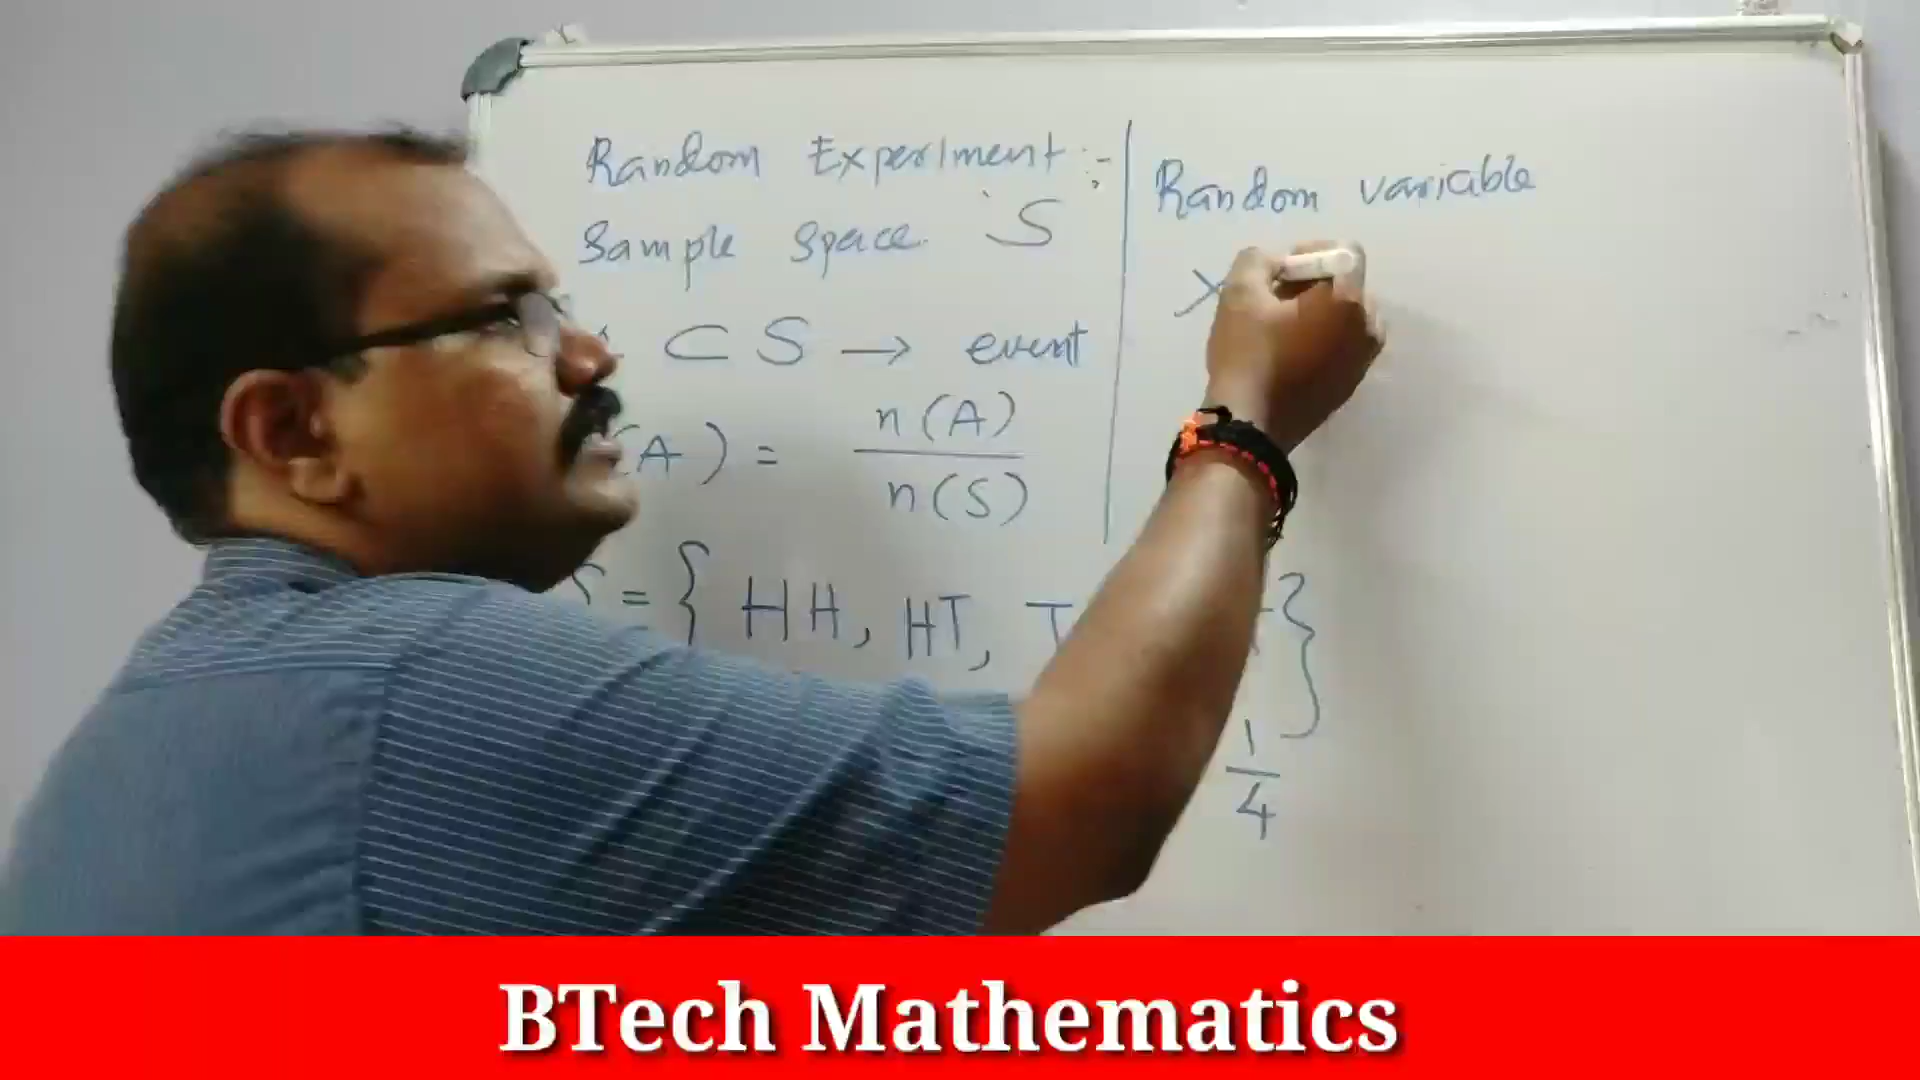 Random Experiment :-
Sample Space. S
⊂ S → event
(A) = n(A)
n(S)
S = { HH, HT, T }
1
4
Random variable
X
BTech Mathematics